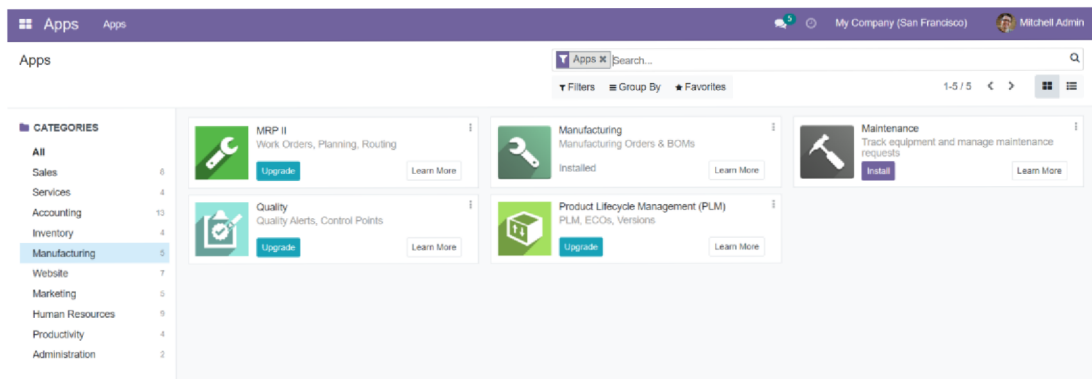 Apps Apps 5 My Company (San Francisco) Mitchell Admin
Apps
Apps × Search...
Filters Group By Favorites 1-5 / 5
CATEGORIES
All
Sales 6
Services 4
Accounting 13
Inventory 4
Manufacturing 5
Website 7
Marketing 5
Human Resources 9
Productivity 4
Administration 2
MRP II
Work Orders, Planning, Routing
Upgrade Learn More
Manufacturing
Manufacturing Orders & BOMs
Installed Learn More
Maintenance
Track equipment and manage maintenance
requests
Install Learn More
Quality
Quality Alerts, Control Points
Upgrade Learn More
Product Lifecycle Management (PLM)
PLM, ECOs, Versions
Upgrade Learn More